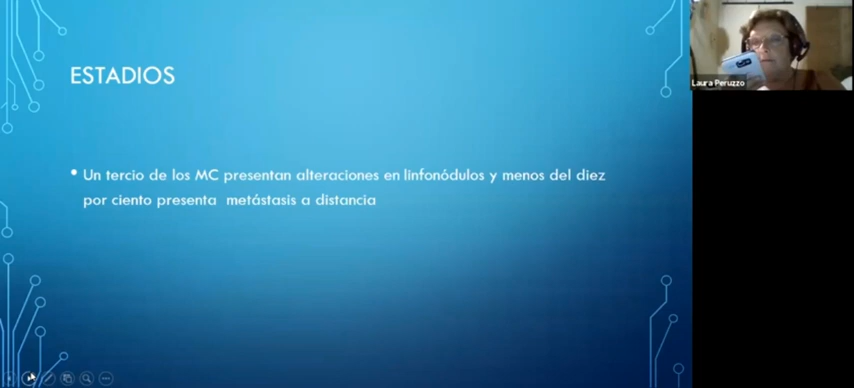 ESTADIOS
• Un tercio de los MC presentan alteraciones en linfonódulos y menos del diez
por ciento presenta metástasis a distancia
Laura Peruzzo